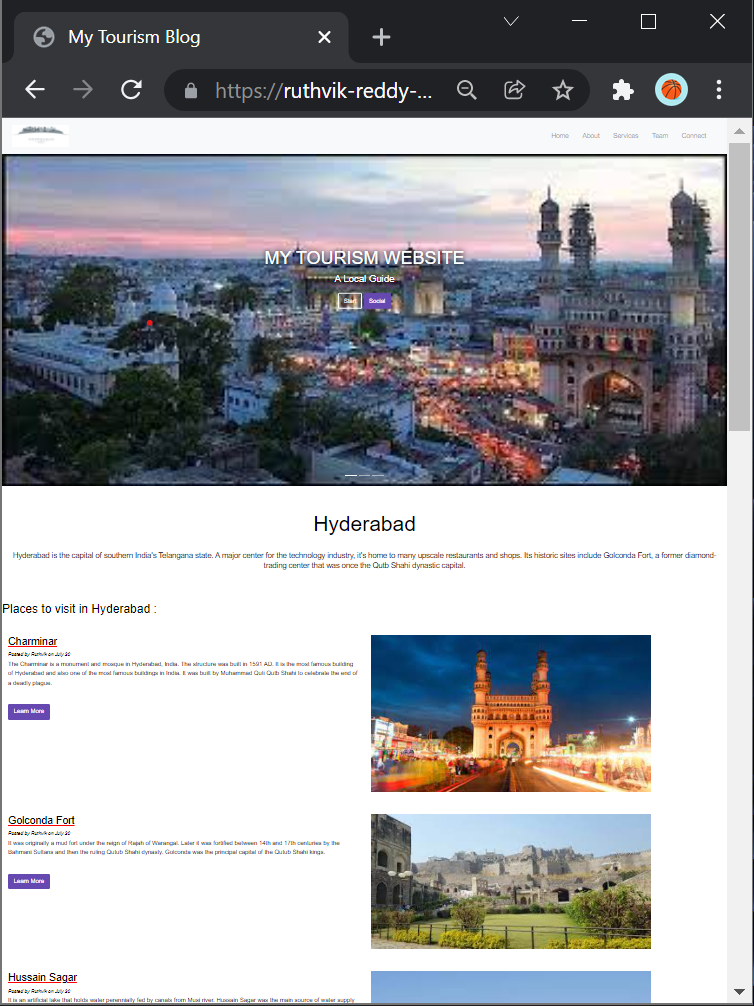 My Tourism Blog
https://ruthvik-reddy-...
Home About Services Team Connect
MY TOURISM WEBSITE
A Local Guide
Start Social
Hyderabad
Hyderabad is the capital of southern India's Telangana state. A major center for the technology industry, it's home to many upscale restaurants and shops. Its historic sites include Golconda Fort, a former diamond-
trading center that was once the Qutb Shahi dynastic capital.
Places to visit in Hyderabad :
Charminar
Posted by Ruthvik on July 20
The Charminar is a monument and mosque in Hyderabad, India. The structure was built in 1591 AD. It is the most famous building
of Hyderabad and also one of the most famous buildings in India. It was built by Muhammad Quli Qutb Shahi to celebrate the end of
a deadly plague.
Learn More
Golconda Fort
Posted by Ruthvik on July 20
It was originally a mud fort under the reign of Rajah of Warangal. Later it was fortified between 14th and 17th centuries by the
Bahmani Sultans and then the ruling Qutub Shahi dynasty. Golconda was the principal capital of the Qutub Shahi kings.
Learn More
Hussain Sagar
Posted by Ruthvik on July 20
It is an artificial lake that holds water perennially fed by canals from Musi river. Hussain Sagar was the main source of water supply